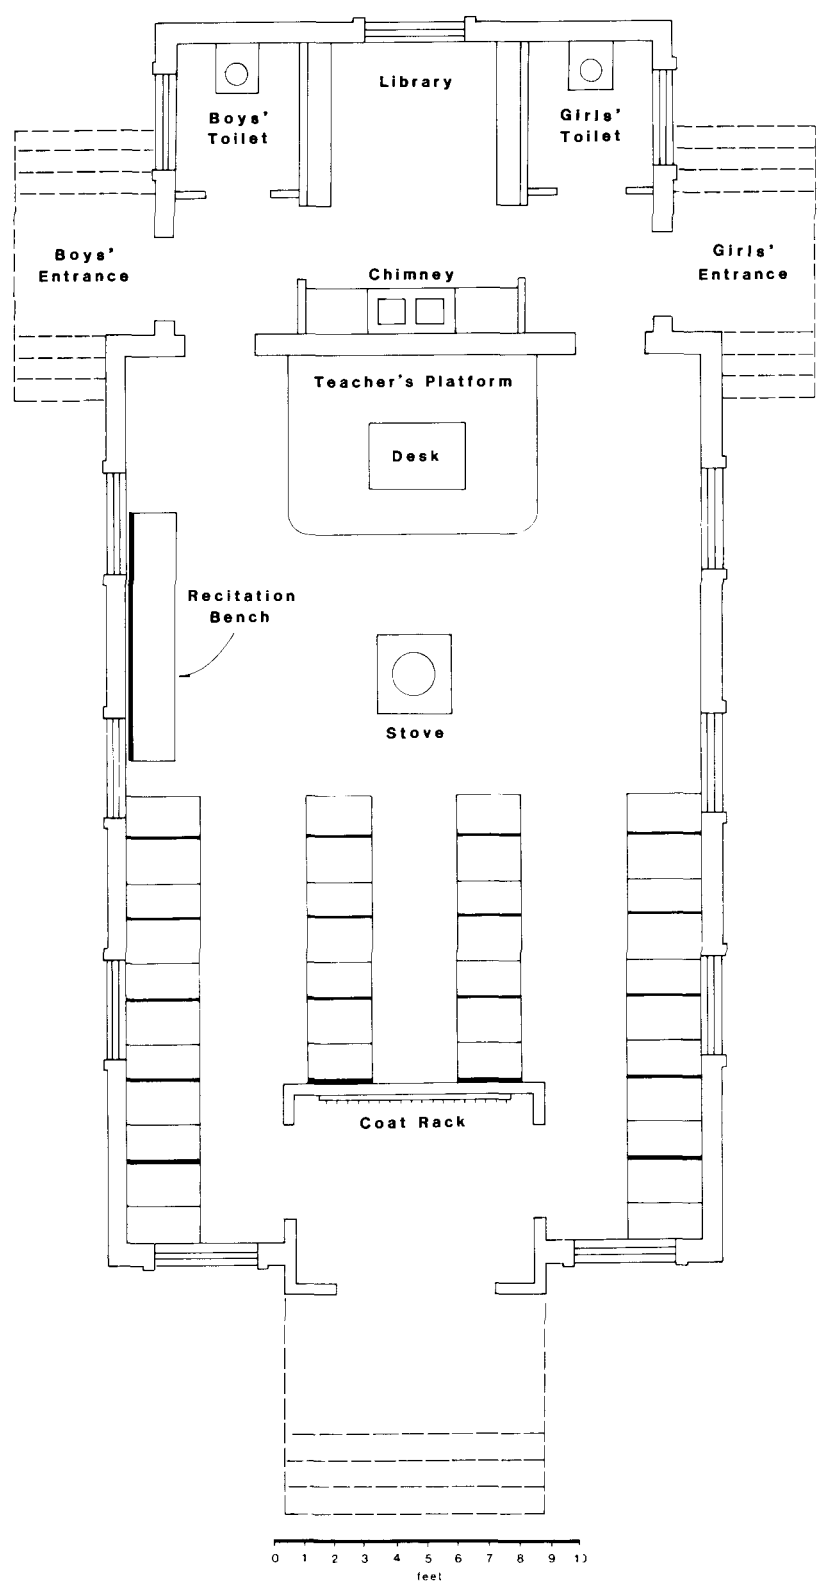 Library
Boys'
Toilet
Girls'
Toilet
Boys'
Entrance
Girls'
Entrance
Chimney
Teacher's Platform
Desk
Recitation
Bench
Stove
Coat Rack
0 1 2 3 4 5 6 7 8 9 10
feet